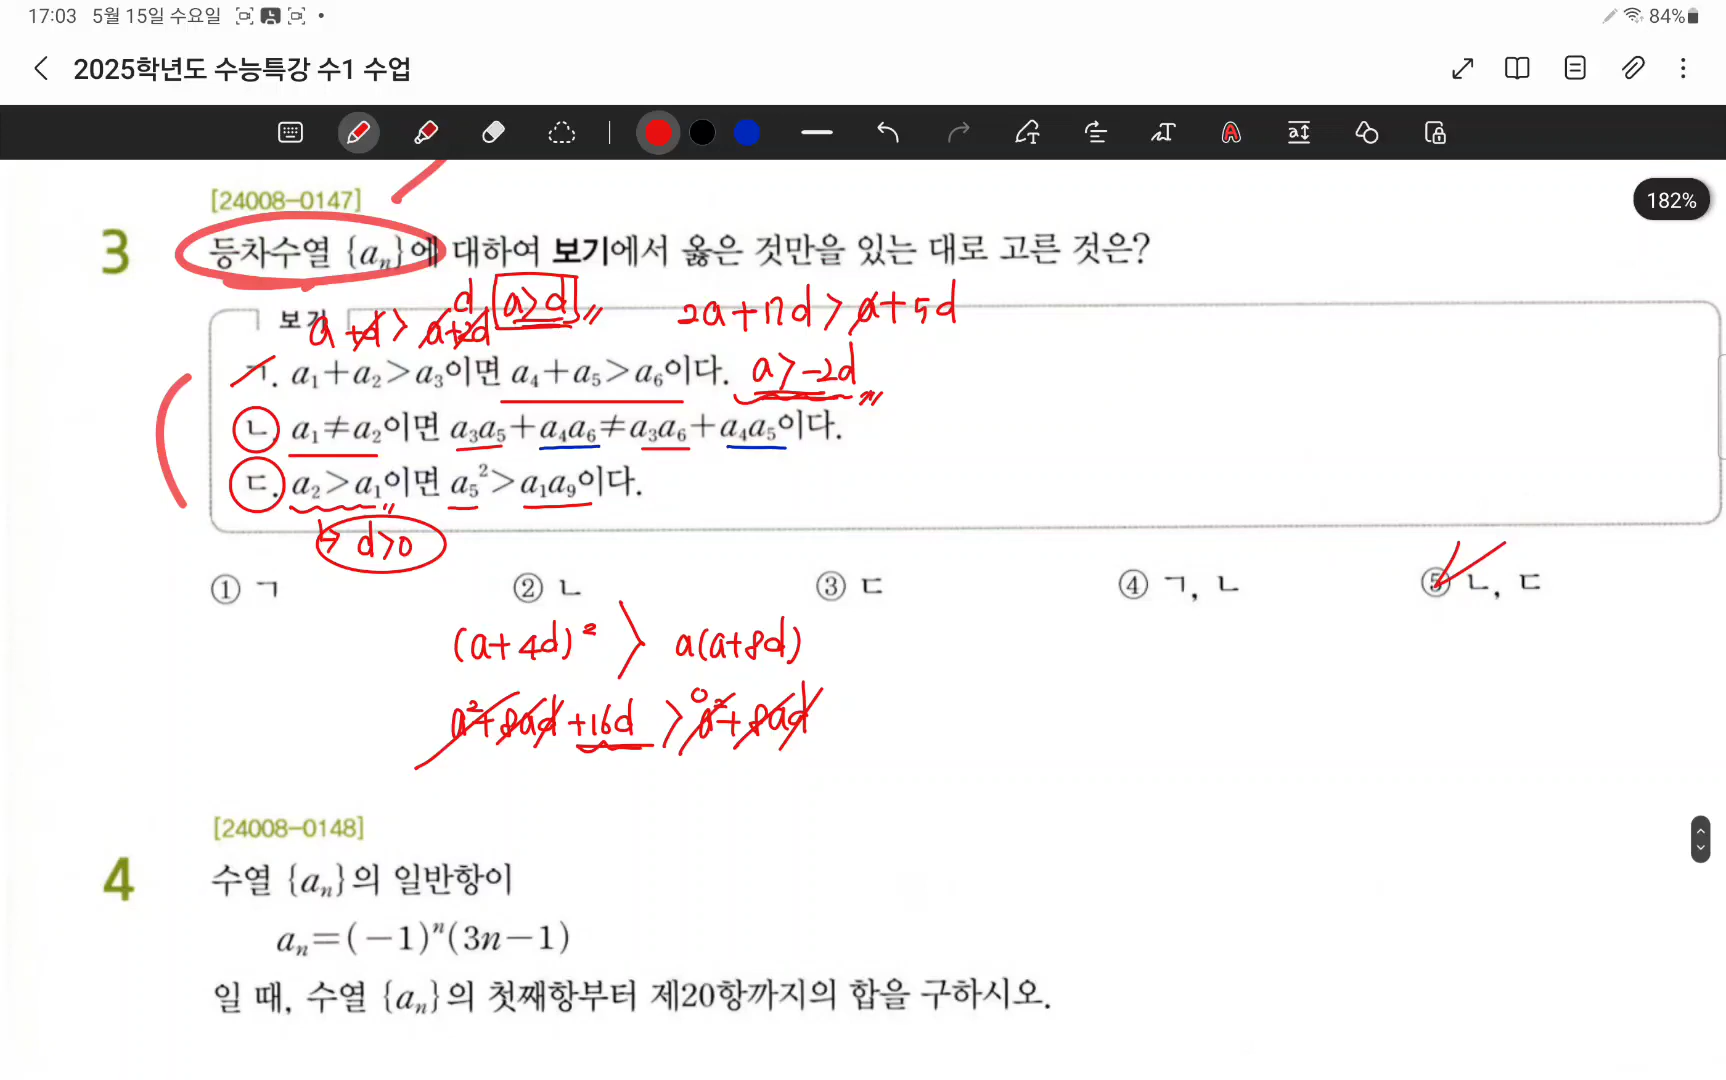 17:03 5월 15일 수요일
84%
2025학년도 수능특강 수1 수업
182%
[24008-0147]
3 등차수열 {aₙ}에 대하여 보기에서 옳은 것만을 있는 대로 고른 것은?
d a>d 2a+7d > a+5d
보기
a+d > a+2d
ㄱ. a₁+a₂>a₃이면 a₄+a₅>a₆이다. a>-2d
ㄴ. a₁≠a₂이면 a₃a₅+a₄a₆≠a₃a₆+a₄a₅이다.
ㄷ. a₂>a₁이면 a₅²>a₁a₉이다.
↳ d>0
① ㄱ ② ㄴ ③ ㄷ ④ ㄱ, ㄴ ⑤ ㄴ, ㄷ
(a+4d)² > a(a+8d)
a²+8ad+16d > 0 a²+8ad
[24008-0148]
4 수열 {aₙ}의 일반항이
aₙ=(-1)ⁿ(3n-1)
일 때, 수열 {aₙ}의 첫째항부터 제20항까지의 합을 구하시오.